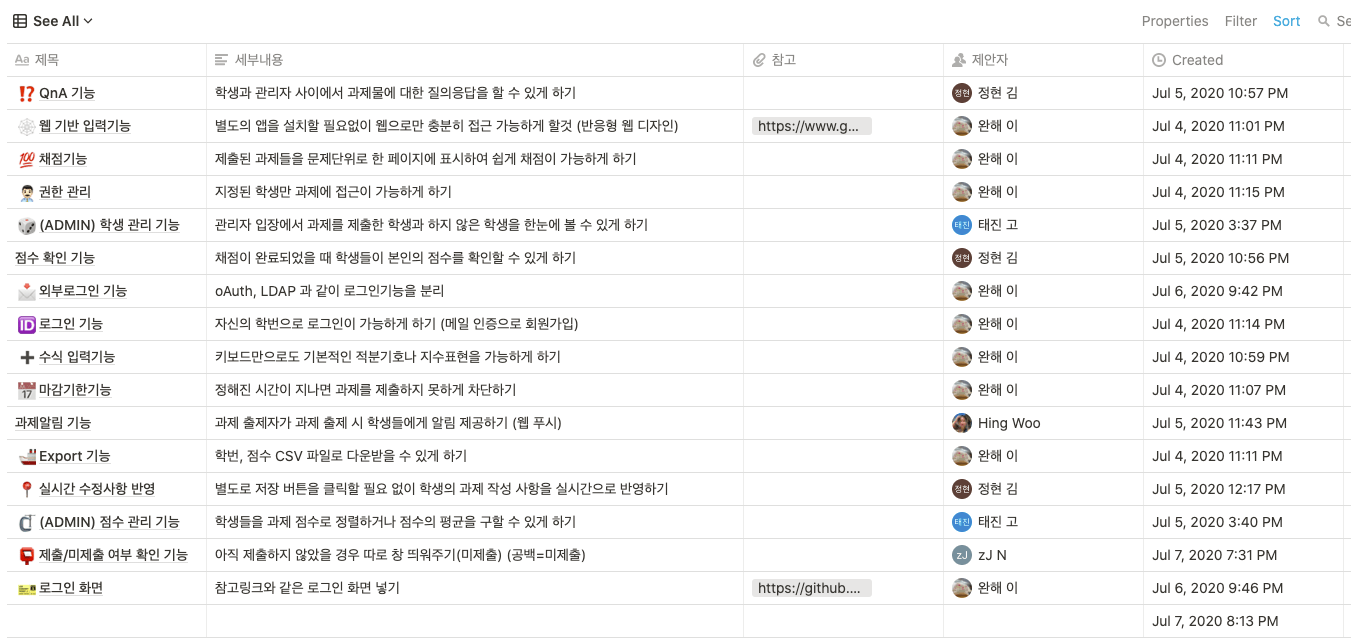 See All Properties Filter Sort Se
Aa 제목 세부내용 참고 제안자 Created
⁉️ QnA 기능 학생과 관리자 사이에서 과제물에 대한 질의응답을 할 수 있게 하기 정현 정현 김 Jul 5, 2020 10:57 PM
웹 기반 입력기능 별도의 앱을 설치할 필요없이 웹으로만 충분히 접근 가능하게 할것 (반응형 웹 디자인) https://www.g... 완해 이 Jul 4, 2020 11:01 PM
💯 채점기능 제출된 과제들을 문제단위로 한 페이지에 표시하여 쉽게 채점이 가능하게 하기 완해 이 Jul 4, 2020 11:11 PM
권한 관리 지정된 학생만 과제에 접근이 가능하게 하기 완해 이 Jul 4, 2020 11:15 PM
(ADMIN) 학생 관리 기능 관리자 입장에서 과제를 제출한 학생과 하지 않은 학생을 한눈에 볼 수 있게 하기 태진 태진 고 Jul 5, 2020 3:37 PM
점수 확인 기능 채점이 완료되었을 때 학생들이 본인의 점수를 확인할 수 있게 하기 정현 정현 김 Jul 5, 2020 10:56 PM
외부로그인 기능 oAuth, LDAP 과 같이 로그인기능을 분리 완해 이 Jul 6, 2020 9:42 PM
ID 로그인 기능 자신의 학번으로 로그인이 가능하게 하기 (메일 인증으로 회원가입) 완해 이 Jul 4, 2020 11:14 PM
➕ 수식 입력기능 키보드만으로도 기본적인 적분기호나 지수표현을 가능하게 하기 완해 이 Jul 4, 2020 10:59 PM
17 마감기한기능 정해진 시간이 지나면 과제를 제출하지 못하게 차단하기 완해 이 Jul 4, 2020 11:07 PM
과제알림 기능 과제 출제자가 과제 출제 시 학생들에게 알림 제공하기 (웹 푸시) Hing Woo Jul 5, 2020 11:43 PM
Export 기능 학번, 점수 CSV 파일로 다운받을 수 있게 하기 완해 이 Jul 4, 2020 11:11 PM
실시간 수정사항 반영 별도로 저장 버튼을 클릭할 필요 없이 학생의 과제 작성 사항을 실시간으로 반영하기 정현 정현 김 Jul 5, 2020 12:17 PM
(ADMIN) 점수 관리 기능 학생들을 과제 점수로 정렬하거나 점수의 평균을 구할 수 있게 하기 태진 태진 고 Jul 5, 2020 3:40 PM
제출/미제출 여부 확인 기능 아직 제출하지 않았을 경우 따로 창 띄워주기(미제출) (공백=미제출) zJ zJ N Jul 7, 2020 7:31 PM
로그인 화면 참고링크와 같은 로그인 화면 넣기 https://github.... 완해 이 Jul 6, 2020 9:46 PM
Jul 7, 2020 8:13 PM